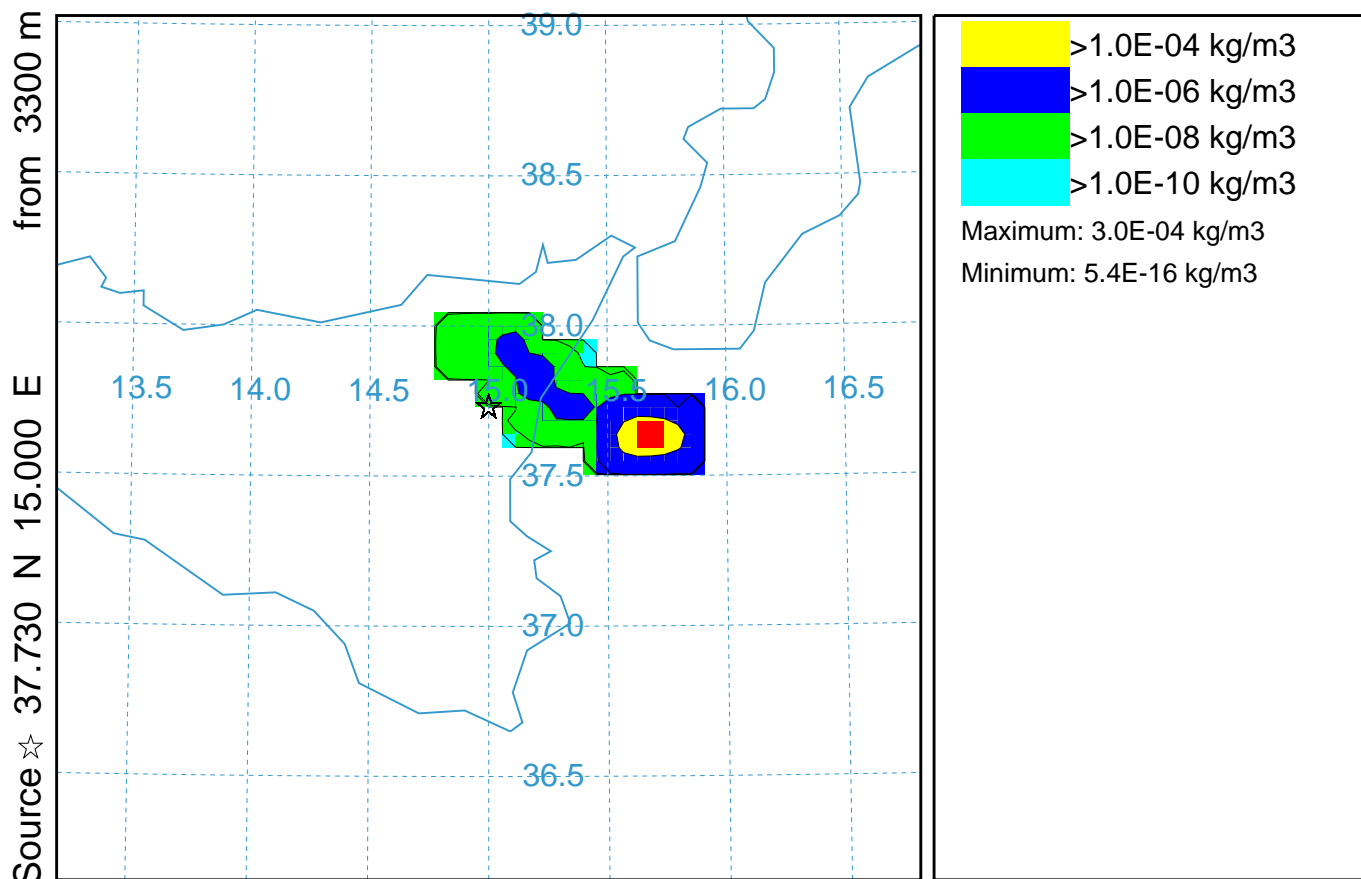 Source ☆ 37.730 N 15.000 E from 3300 m
39.0
38.5
38.0
13.5 14.0 14.5 15.0 15.5 16.0 16.5
37.5
37.0
36.5
>1.0E-04 kg/m3
>1.0E-06 kg/m3
>1.0E-08 kg/m3
>1.0E-10 kg/m3
Maximum: 3.0E-04 kg/m3
Minimum: 5.4E-16 kg/m3